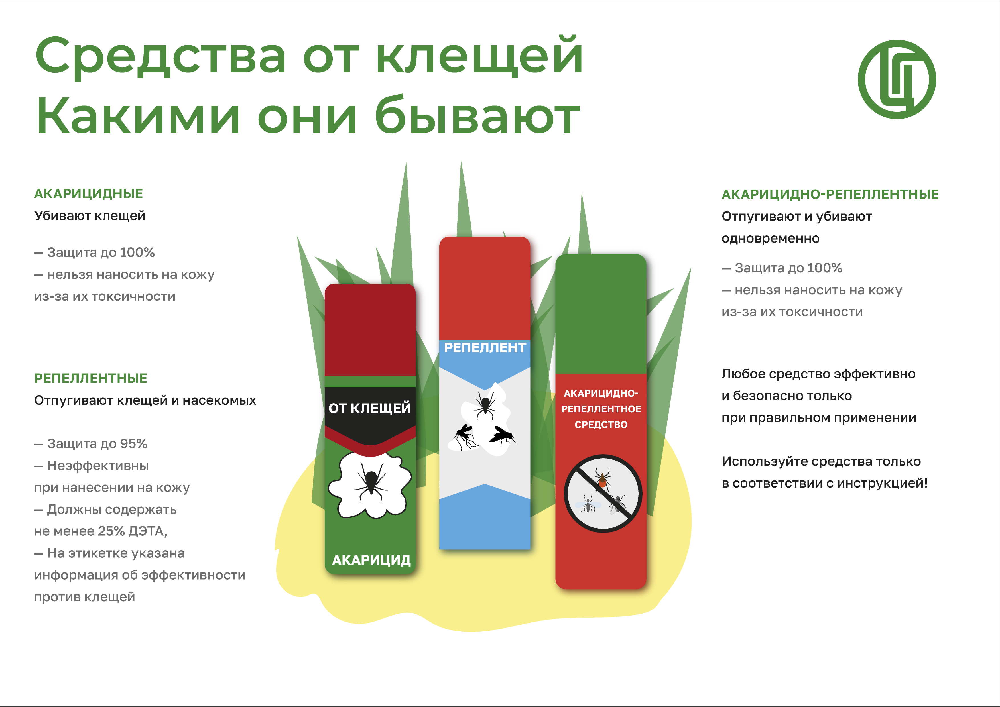 Средства от клещей
Какими они бывают
АКАРИЦИДНЫЕ
Убивают клещей
— Защита до 100%
— нельзя наносить на кожу
из-за их токсичности
РЕПЕЛЛЕНТНЫЕ
Отпугивают клещей и насекомых
— Защита до 95%
— Неэффективны
при нанесении на кожу
— Должны содержать
не менее 25% ДЭТА,
— На этикетке указана
информация об эффективности
против клещей
ОТ КЛЕЩЕЙ
АКАРИЦИД
РЕПЕЛЛЕНТ
АКАРИЦИДНО-
РЕПЕЛЛЕНТНОЕ
СРЕДСТВО
АКАРИЦИДНО-РЕПЕЛЛЕНТНЫЕ
Отпугивают и убивают
одновременно
— Защита до 100%
— нельзя наносить на кожу
из-за их токсичности
Любое средство эффективно
и безопасно только
при правильном применении
Используйте средства только
в соответствии с инструкцией!